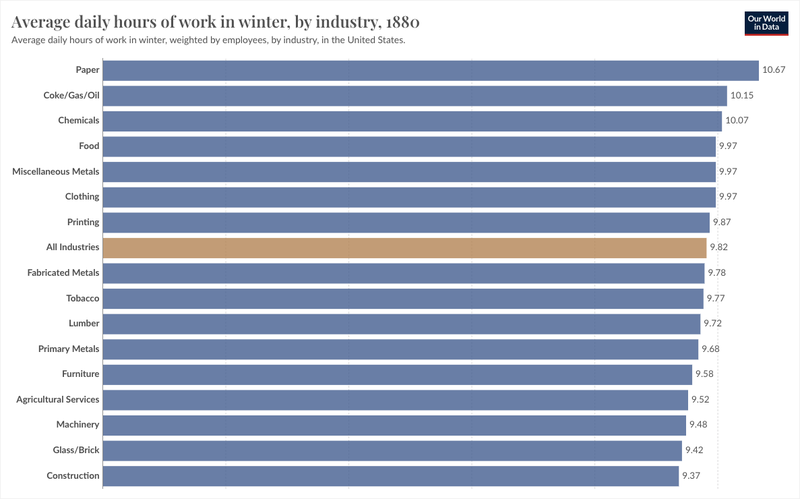 Average daily hours of work in winter, by industry, 1880
Our World
in Data
Average daily hours of work in winter, weighted by employees, by industry, in the United States.
Paper 10.67
Coke/Gas/Oil 10.15
Chemicals 10.07
Food 9.97
Miscellaneous Metals 9.97
Clothing 9.97
Printing 9.87
All Industries 9.82
Fabricated Metals 9.78
Tobacco 9.77
Lumber 9.72
Primary Metals 9.68
Furniture 9.58
Agricultural Services 9.52
Machinery 9.48
Glass/Brick 9.42
Construction 9.37